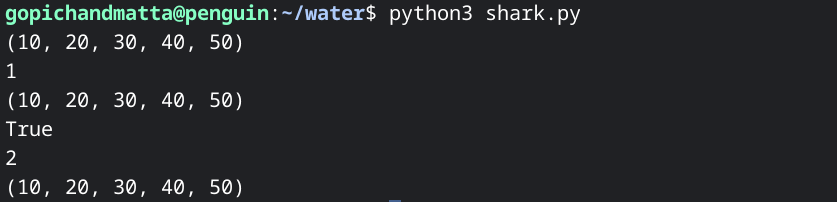 gopichandmatta@penguin:~/water$ python3 shark.py
(10, 20, 30, 40, 50)
1
(10, 20, 30, 40, 50)
True
2
(10, 20, 30, 40, 50)